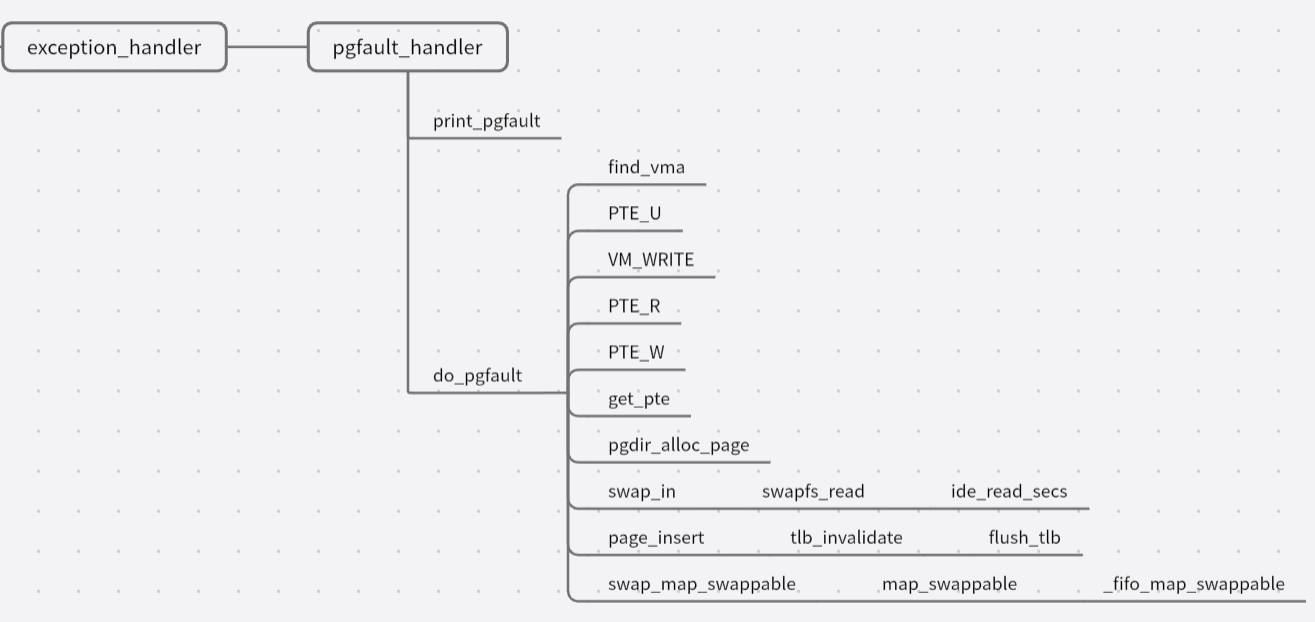 exception_handler pgfault_handler
print_pgfault
find_vma
PTE_U
VM_WRITE
PTE_R
PTE_W
do_pgfault
get_pte
pgdir_alloc_page
swap_in swapfs_read ide_read_secs
page_insert tlb_invalidate flush_tlb
swap_map_swappable map_swappable _fifo_map_swappable